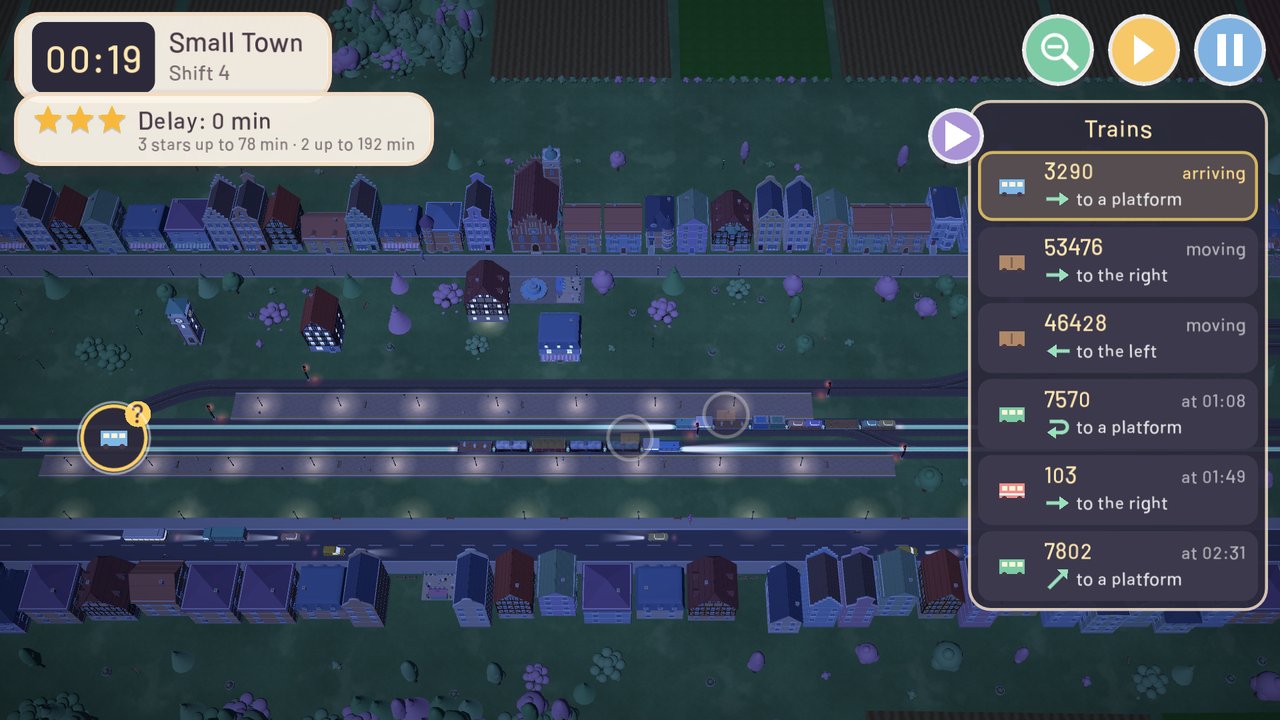 00:19
Small Town
Shift 4
Delay: 0 min
3 stars up to 78 min · 2 up to 192 min
?
Trains
3290
arriving
→ to a platform
53476
moving
→ to the right
46428
moving
← to the left
7570
at 01:08
to a platform
103
at 01:49
→ to the right
7802
at 02:31
↗ to a platform